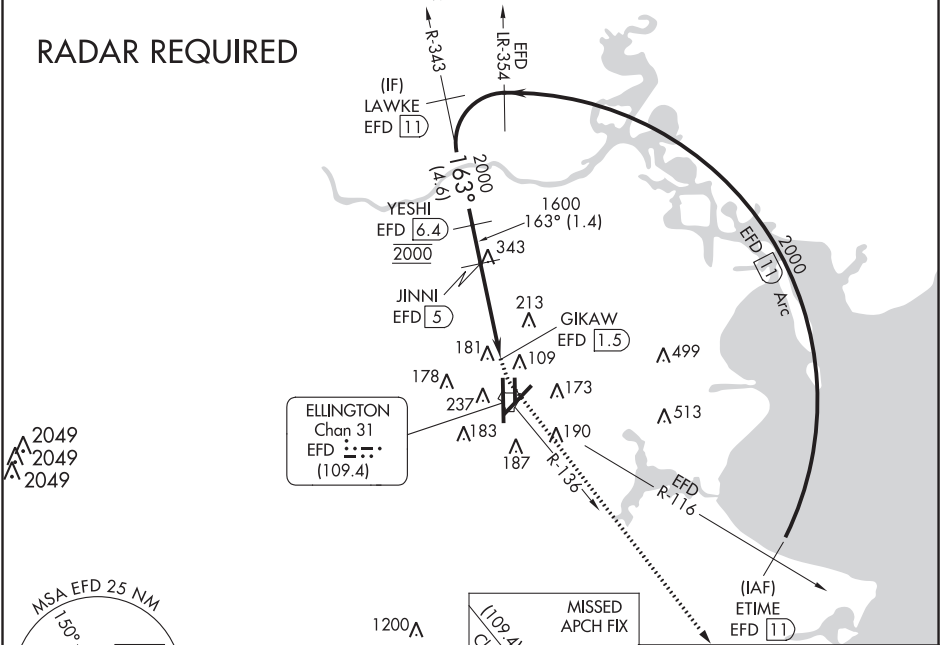 RADAR REQUIRED
R-343
EFD
LR-354
(IF)
LAWKE
EFD 11
2000
163°
(4.6)
YESHI
EFD 6.4
2000
1600
163° (1.4)
343
JINNI
EFD 5
EFD 11 Arc
2000
213
GIKAW
EFD 1.5
181
109
499
178
173
237
513
183
190
187
ELLINGTON
Chan 31
EFD
(109.4)
R-136
EFD
R-116
2049
2049
2049
(IAF)
ETIME
EFD 11
MSA EFD 25 NM
150°
1200
(109.4)
MISSED
APCH FIX